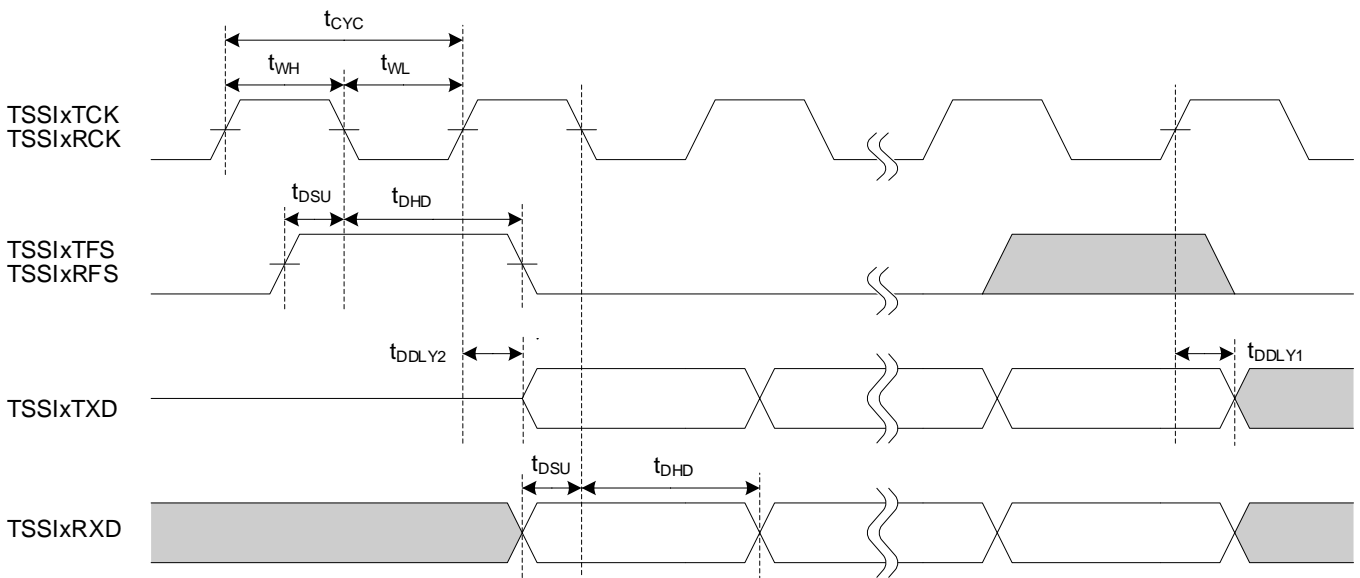 tCYC
tWH
tWL
TSSIxTCK
TSSIxRCK
tDSU
tDHD
TSSIxTFS
TSSIxRFS
tDDLY2
tDDLY1
TSSIxTXD
tDSU
tDHD
TSSIxRXD